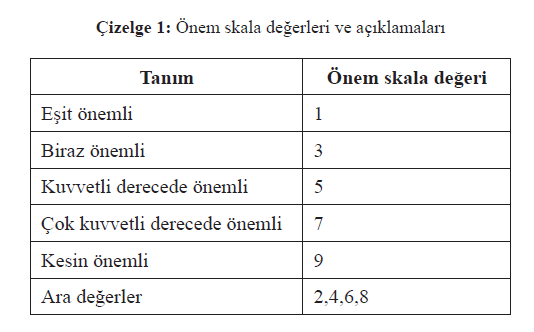 Çizelge 1: Önem skala değerleri ve açıklamaları
Tanım Önem skala değeri
Eşit önemli 1
Biraz önemli 3
Kuvvetli derecede önemli 5
Çok kuvvetli derecede önemli 7
Kesin önemli 9
Ara değerler 2,4,6,8